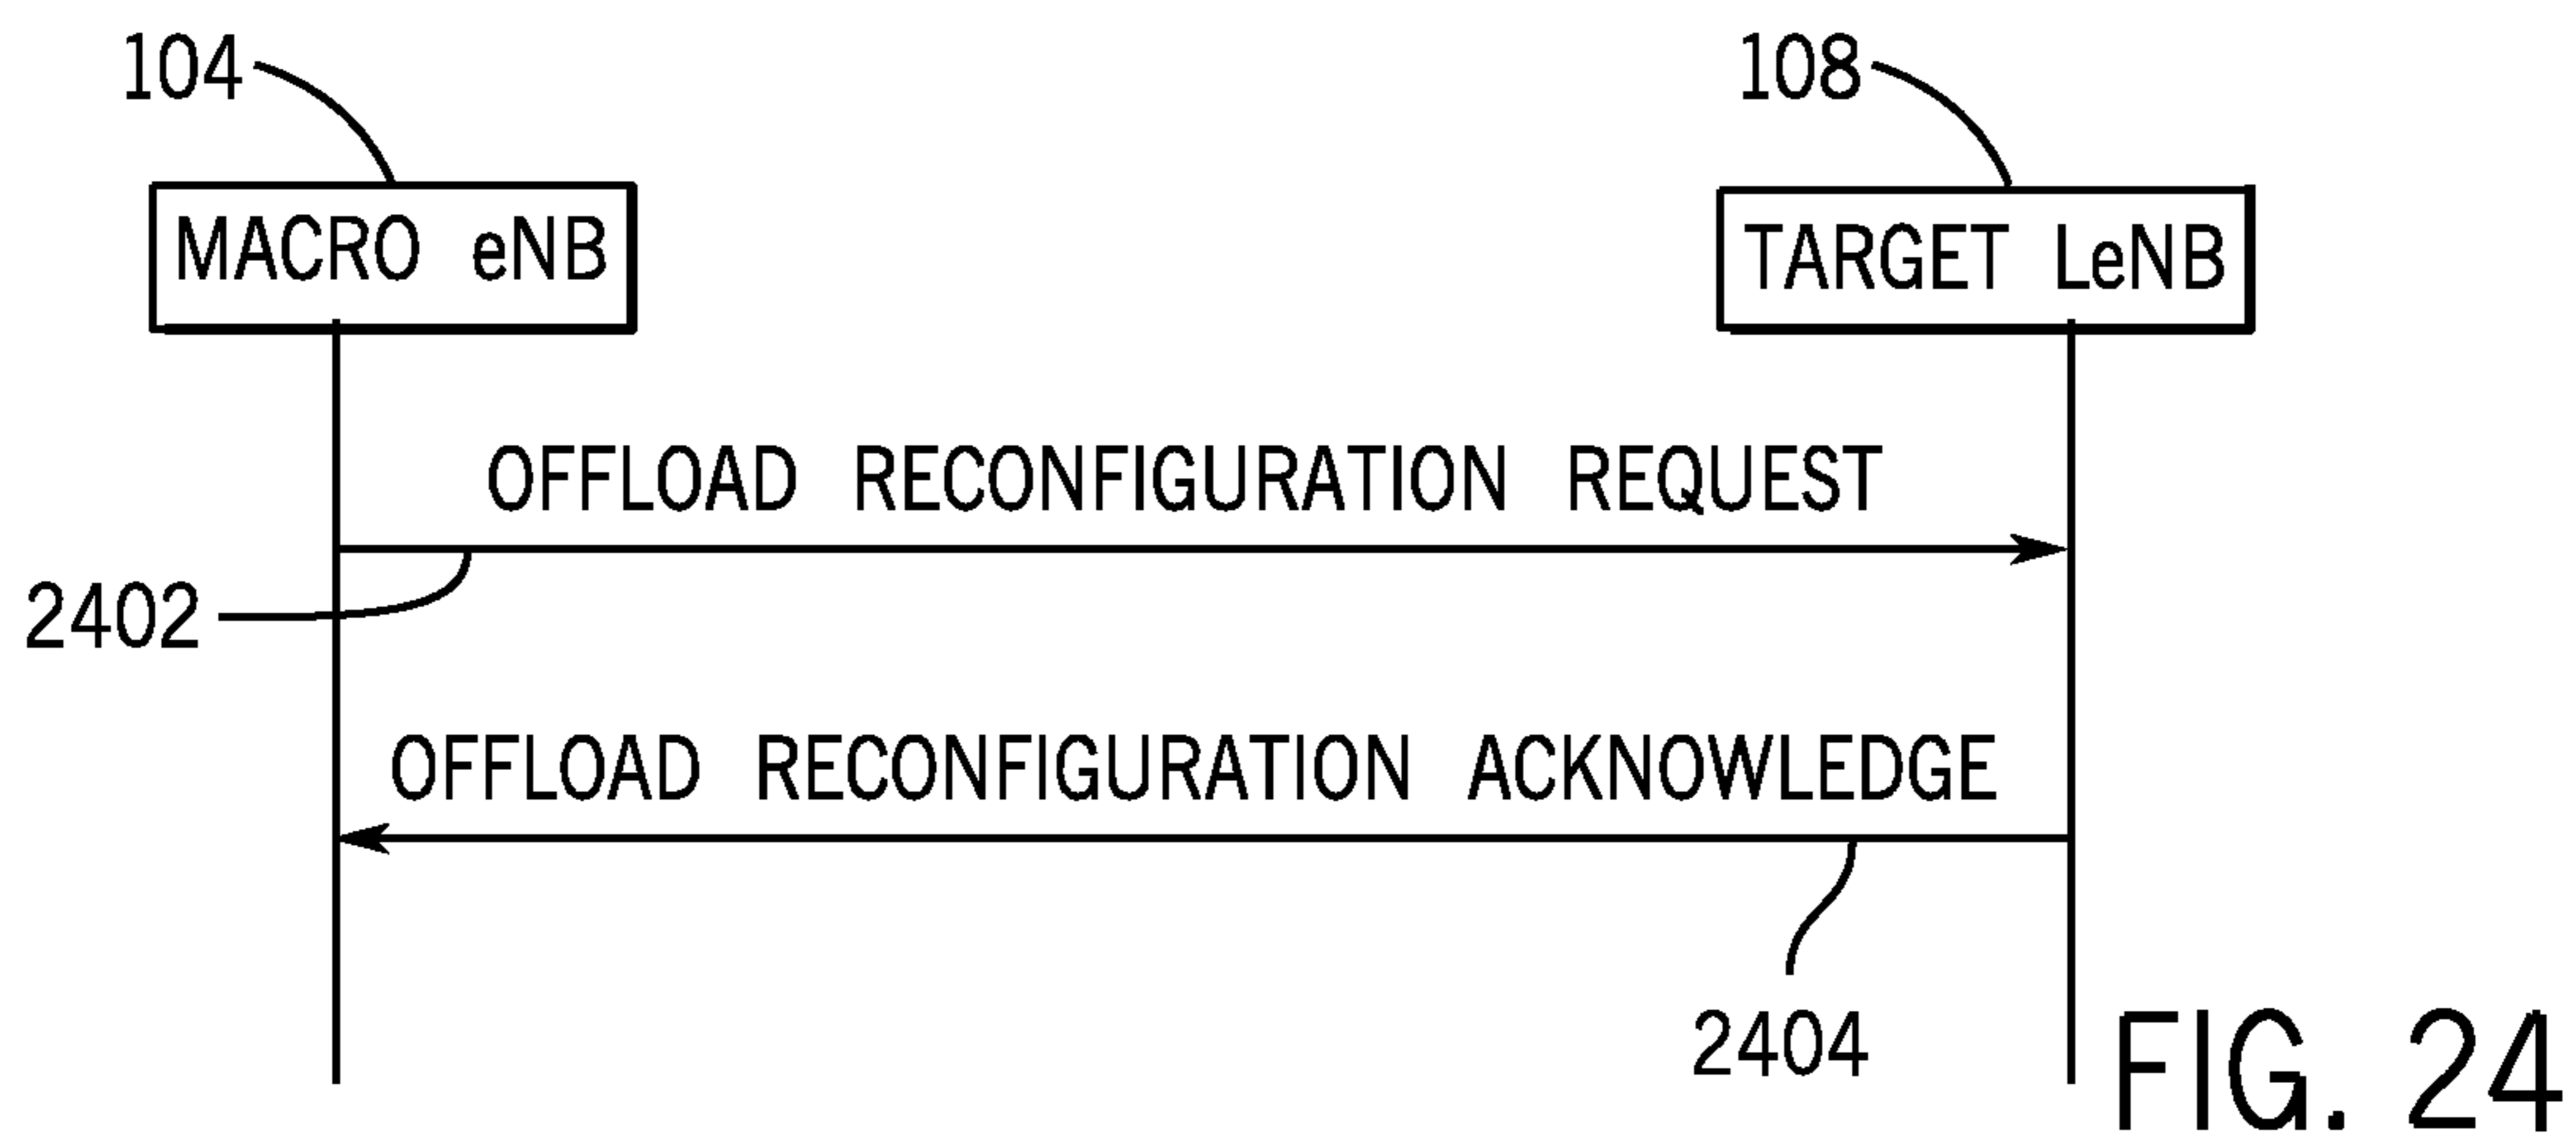 104
108
MACRO eNB
TARGET LeNB
OFFLOAD RECONFIGURATION REQUEST
2402
OFFLOAD RECONFIGURATION ACKNOWLEDGE
2404
FIG. 24